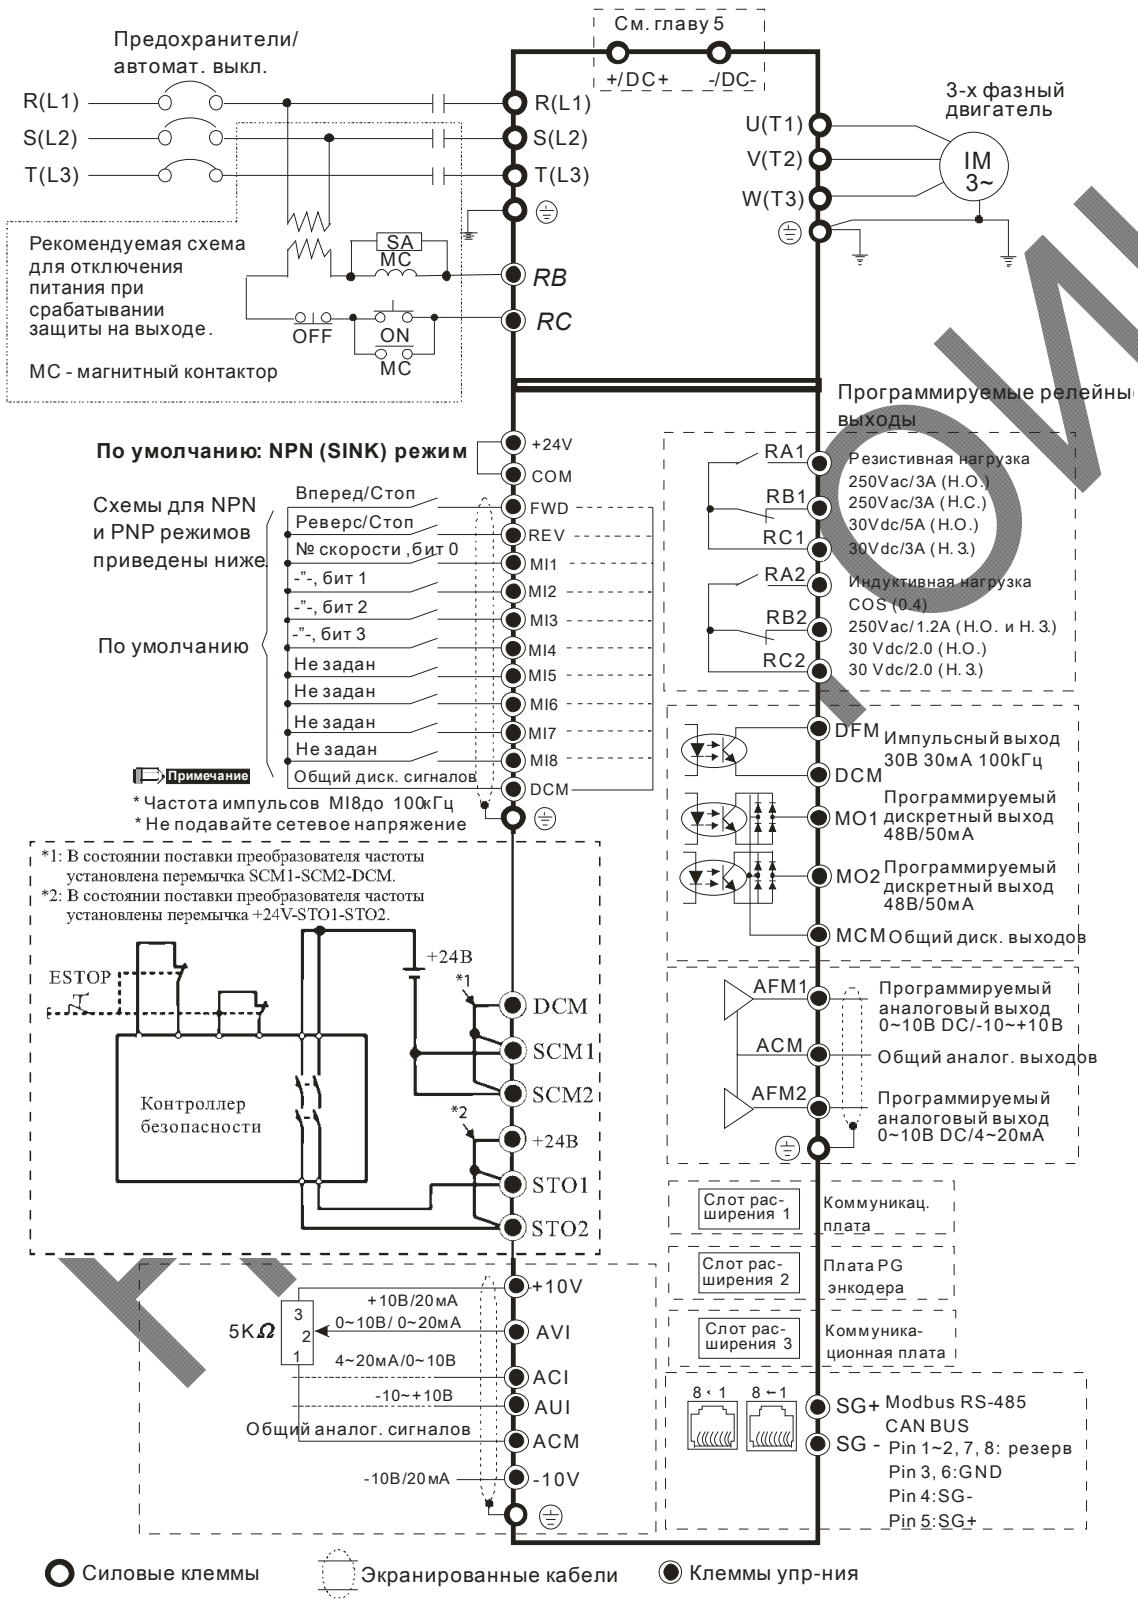 См. главу 5
+/DC+
-/DC-
Предохранители/
автомат. выкл.
R(L1)
S(L2)
T(L3)
R(L1)
S(L2)
T(L3)
U(T1)
V(T2)
W(T3)
3-х фазный
двигатель
IM
3~
Рекомендуемая схема
для отключения
питания при
срабатывании
защиты на выходе.
МС - магнитный контактор
SA
MC
OFF
ON
MC
RB
RC
По умолчанию: NPN (SINK) режим
+24V
COM
Схемы для NPN
и PNP режимов
приведены ниже.
По умолчанию
Вперед/Стоп
FWD
Реверс/Стоп
REV
№ скорости ,бит 0
MI1
-"-, бит 1
MI2
-"-, бит 2
MI3
-"-, бит 3
MI4
Не задан
MI5
Не задан
MI6
Не задан
MI7
Не задан
MI8
Общий диск. сигналов
DCM
Примечание
* Частота импульсов MI8до 100кГц
* Не подавайте сетевое напряжение
Программируемые релейны
выходы
RA1
RB1
RC1
RA2
RB2
RC2
Резистивная нагрузка
250Vac/3A (Н.О.)
250Vac/3A (Н.С.)
30Vdc/5A (Н.О.)
30Vdc/3A (Н.З.)
Индуктивная нагрузка
COS (0.4)
250Vac/1.2A (Н.О. и Н.З.)
30 Vdc/2.0 (Н.О.)
30 Vdc/2.0 (Н.З.)
DFM
Импульсный выход
30В 30мА 100kГц
DCM
MO1
Программируемый
дискретный выход
48В/50мА
MO2
Программируемый
дискретный выход
48В/50мА
MCM
Общий диск. выходов
*1: В состоянии поставки преобразователя частоты
установлена перемычка SCM1-SCM2-DCM.
*2: В состоянии поставки преобразователя частоты
установлены перемычка +24V-STO1-STO2.
ESTOP
Контроллер
безопасности
+24В
*1
DCM
SCM1
SCM2
*2
+24В
STO1
STO2
AFM1
Программируемый
аналоговый выход
0~10В DC/-10~+10В
ACM
Общий аналог. выходов
AFM2
Программируемый
аналоговый выход
0~10В DC/4~20мА
Слот рас-
ширения 1
Коммуникац.
плата
Слот рас-
ширения 2
Плата PG
энкодера
Слот рас-
ширения 3
Коммуника-
ционная плата
5KΩ
3
2
1
+10В/20мА
+10V
0~10В/ 0~20мА
AVI
4~20мА/0~10В
ACI
-10~+10В
AUI
Общий аналог. сигналов
ACM
-10В/20мА
-10V
8 ‹ 1
8 ←1
SG+
SG -
Modbus RS-485
CAN BUS
Pin 1~2, 7, 8: резерв
Pin 3, 6:GND
Pin 4:SG-
Pin 5:SG+
Силовые клеммы
Экранированные кабели
Клеммы упр-ния